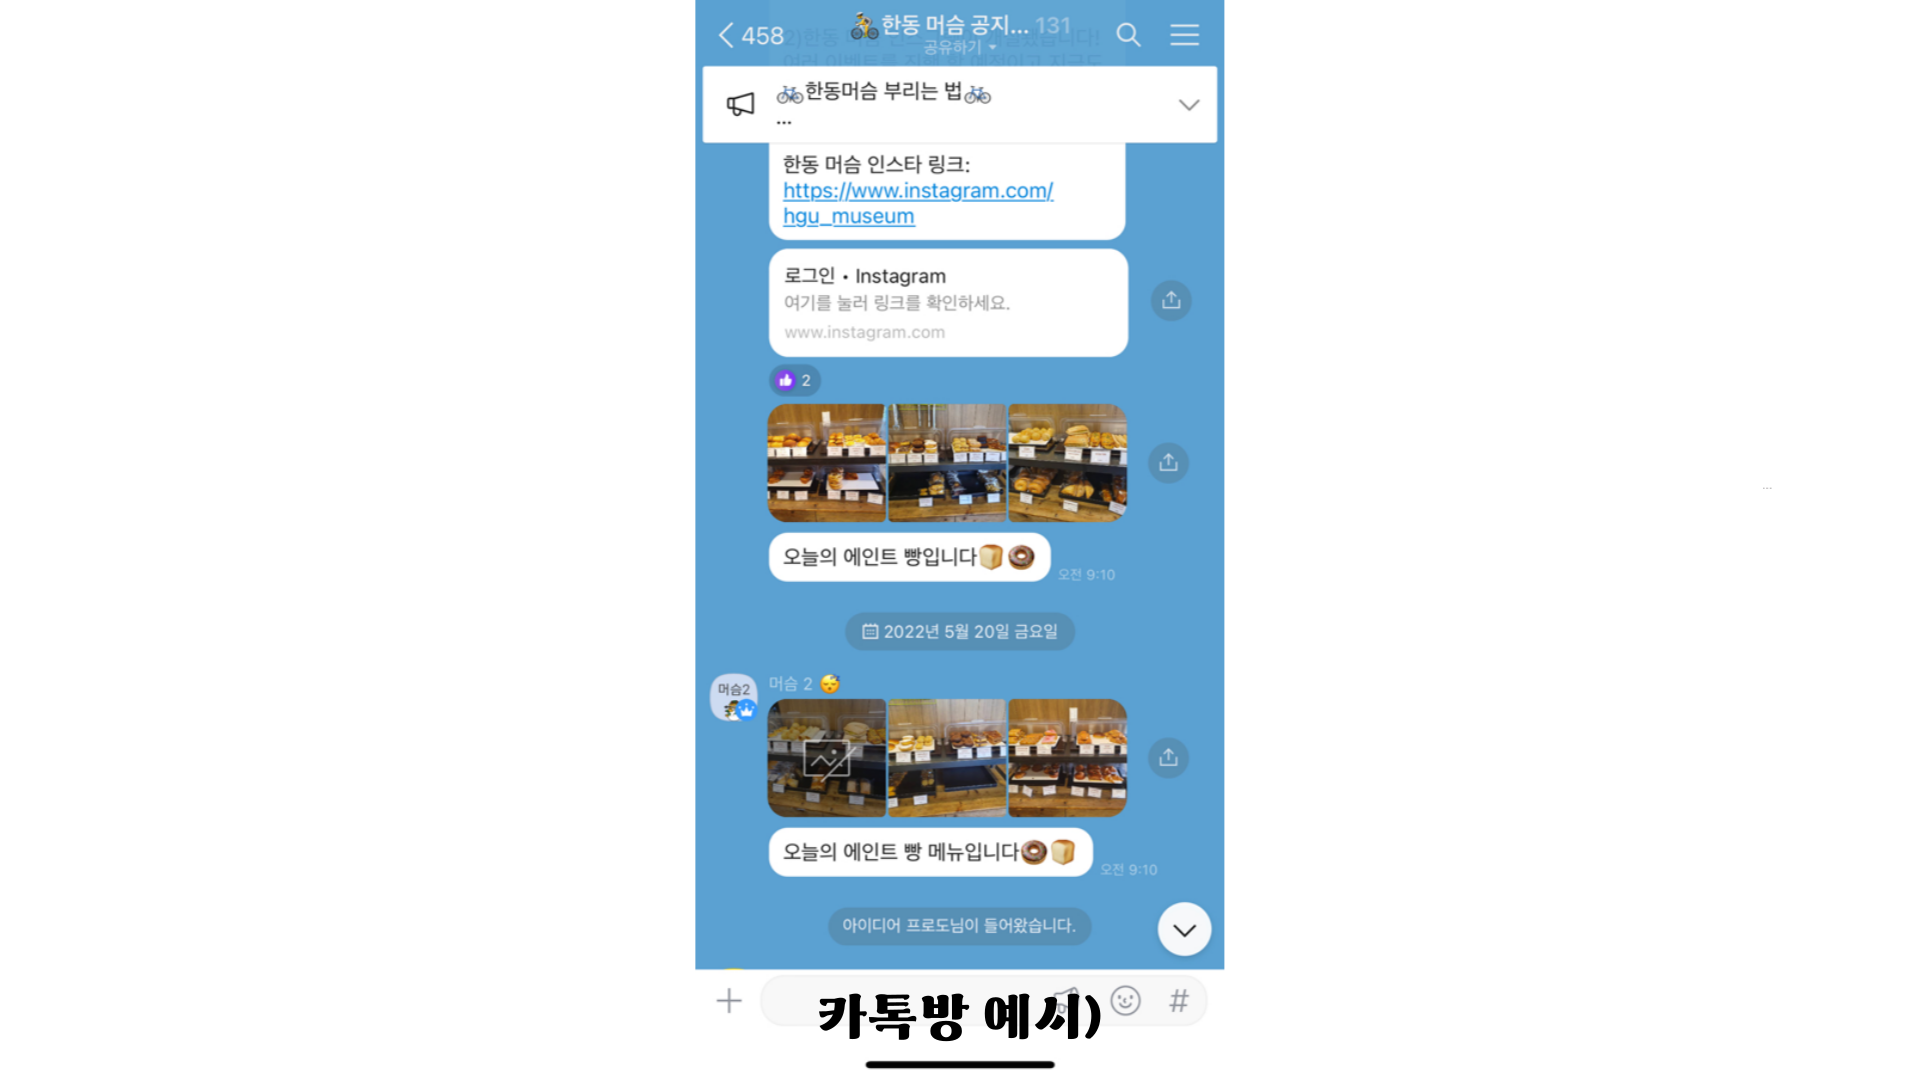 458
한동 머슴 공지... 131
공유하기
한동머슴 부리는 법
...
한동 머슴 인스타 링크:
https://www.instagram.com/
hgu_museum
로그인 • Instagram
여기를 눌러 링크를 확인하세요.
www.instagram.com
2
오늘의 에인트 빵입니다
오전 9:10
2022년 5월 20일 금요일
머슴2
머슴 2
오늘의 에인트 빵 메뉴입니다
오전 9:10
아이디어 프로도님이 들어왔습니다.
카톡방 예시)
...